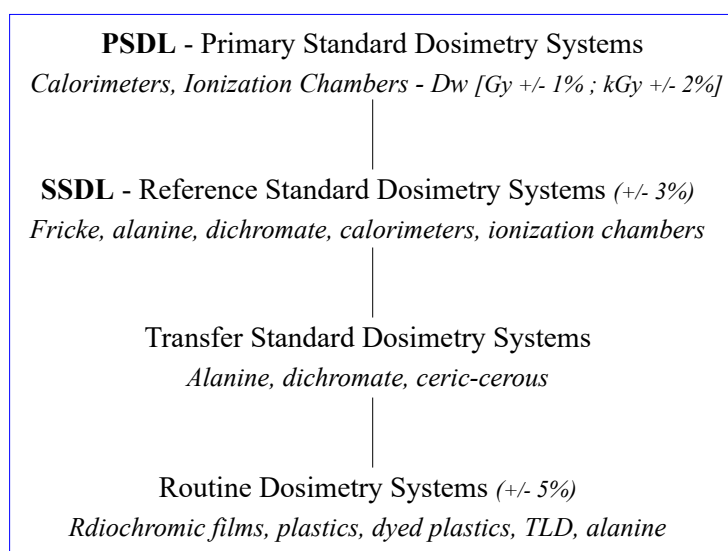 PSDL - Primary Standard Dosimetry Systems
Calorimeters, Ionization Chambers - Dw [Gy +/- 1% ; kGy +/- 2%]
SSDL - Reference Standard Dosimetry Systems (+/- 3%)
Fricke, alanine, dichromate, calorimeters, ionization chambers
Transfer Standard Dosimetry Systems
Alanine, dichromate, ceric-cerous
Routine Dosimetry Systems (+/- 5%)
Rdiochromic films, plastics, dyed plastics, TLD, alanine